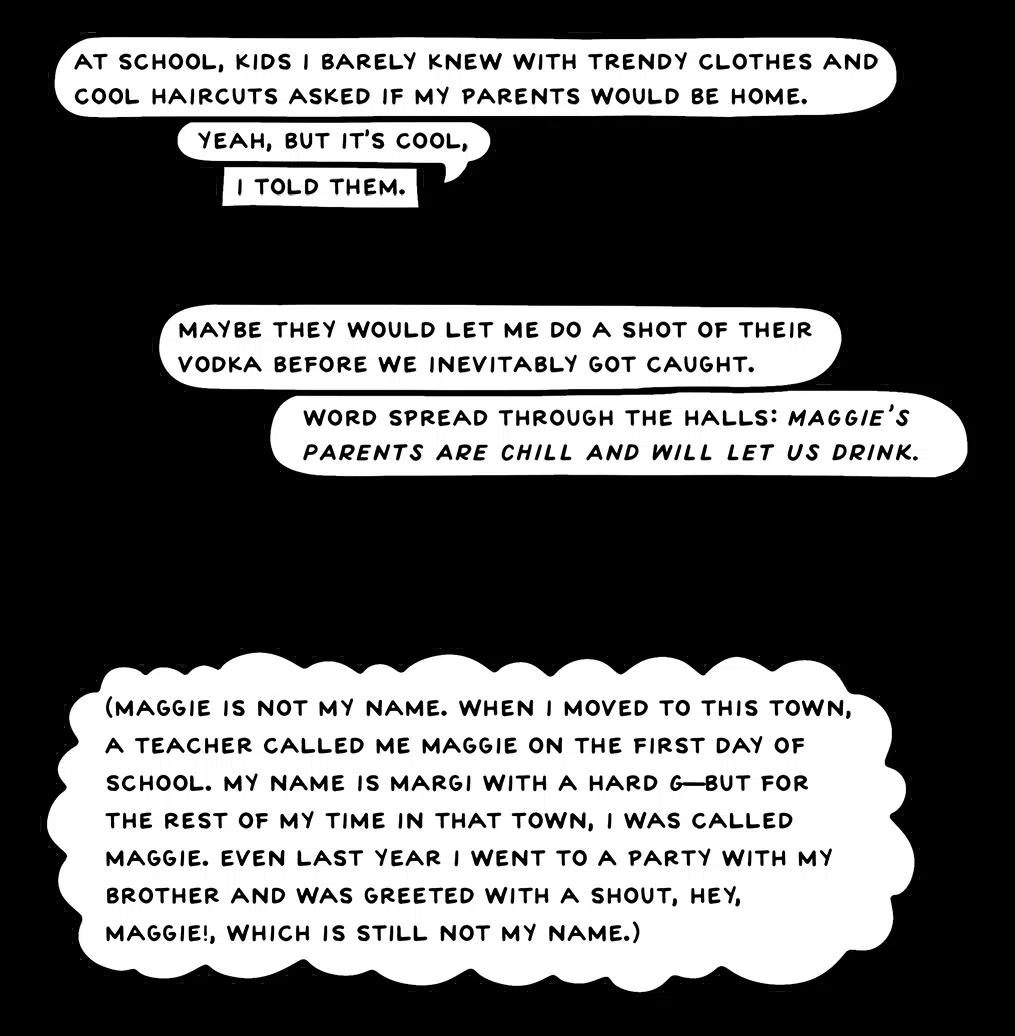 AT SCHOOL, KIDS I BARELY KNEW WITH TRENDY CLOTHES AND
COOL HAIRCUTS ASKED IF MY PARENTS WOULD BE HOME.
YEAH, BUT IT'S COOL,
I TOLD THEM.
MAYBE THEY WOULD LET ME DO A SHOT OF THEIR
VODKA BEFORE WE INEVITABLY GOT CAUGHT.
WORD SPREAD THROUGH THE HALLS: MAGGIE'S
PARENTS ARE CHILL AND WILL LET US DRINK.
(MAGGIE IS NOT MY NAME. WHEN I MOVED TO THIS TOWN,
A TEACHER CALLED ME MAGGIE ON THE FIRST DAY OF
SCHOOL. MY NAME IS MARGI WITH A HARD G—BUT FOR
THE REST OF MY TIME IN THAT TOWN, I WAS CALLED
MAGGIE. EVEN LAST YEAR I WENT TO A PARTY WITH MY
BROTHER AND WAS GREETED WITH A SHOUT, HEY,
MAGGIE!, WHICH IS STILL NOT MY NAME.)